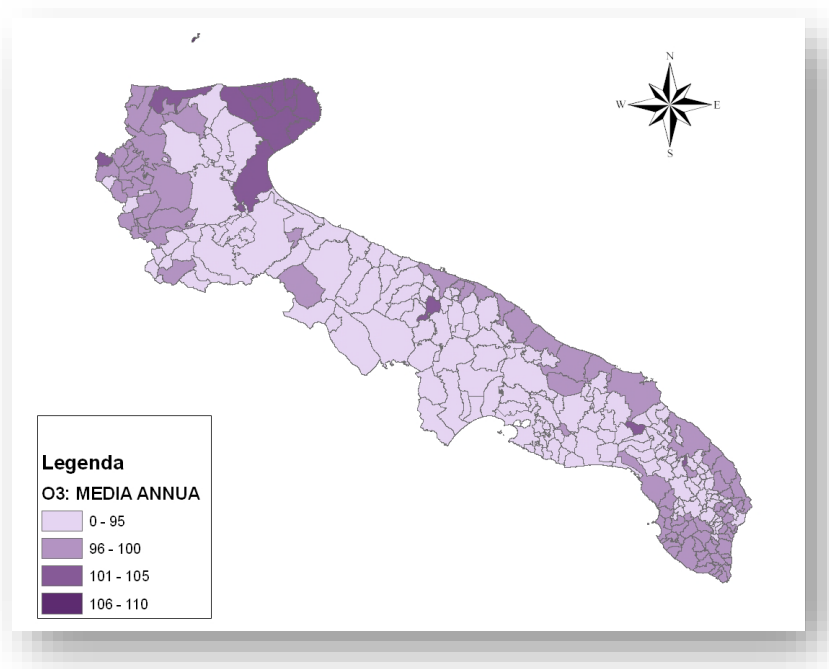 N
W E
S
Legenda
O3: MEDIA ANNUA
0 - 95
96 - 100
101 - 105
106 - 110